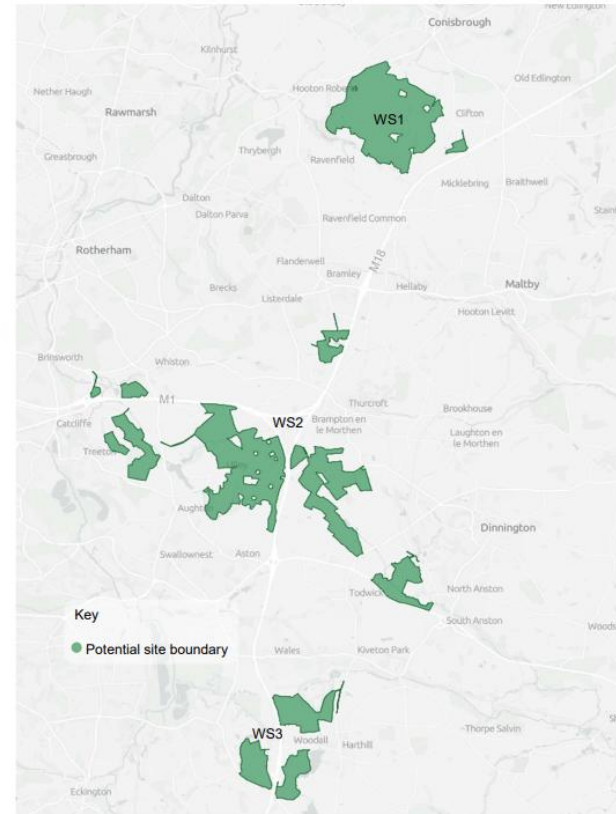 Conisbrough
Kilnhurst
Old Edlington
Nether Haugh
Hooton Roberts
Rawmarsh
WS1
Clifton
Thrybergh
Greasbrough
Ravenfield
Micklebring
Braithwell
Dalton
Dalton Parva
Ravenfield Common
Rotherham
M18
Flanderwell
Bramley
Brecks
Hellaby
Maltby
Listerdale
Hooton Levitt
Brinsworth
Whiston
M1
Thurcroft
Brookhouse
Catcliffe
WS2
Brampton
en le Morthen
Laughton
en le Morthen
Treeton
Aughton
Dinnington
Swallownest
Aston
Todwick
North Anston
Key
South Anston
Potential site boundary
Wales
Kiveton Park
Thorpe Salvin
WS3
Woodall
Harthill
Eckington